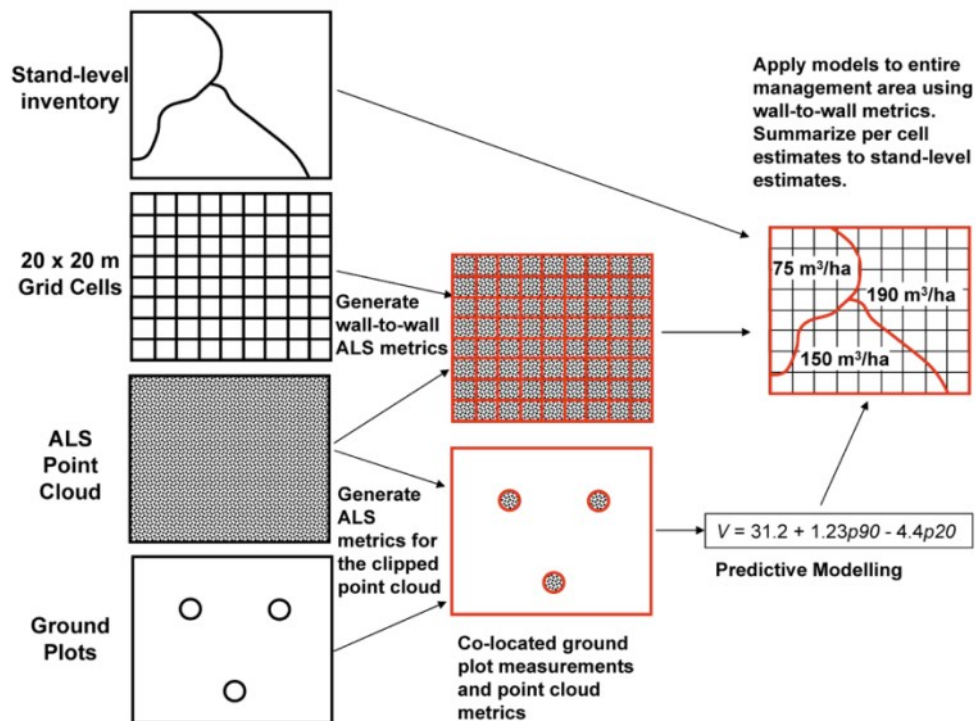 Stand-level
inventory
20 x 20 m
Grid Cells
ALS
Point
Cloud
Ground
Plots
Generate
wall-to-wall
ALS metrics
Generate
ALS
metrics for
the clipped
point cloud
Co-located ground
plot measurements
and point cloud
metrics
Apply models to entire
management area using
wall-to-wall metrics.
Summarize per cell
estimates to stand-level
estimates.
75 m³/ha
190 m³/ha
150 m³/ha
V = 31.2 + 1.23p90 - 4.4p20
Predictive Modelling